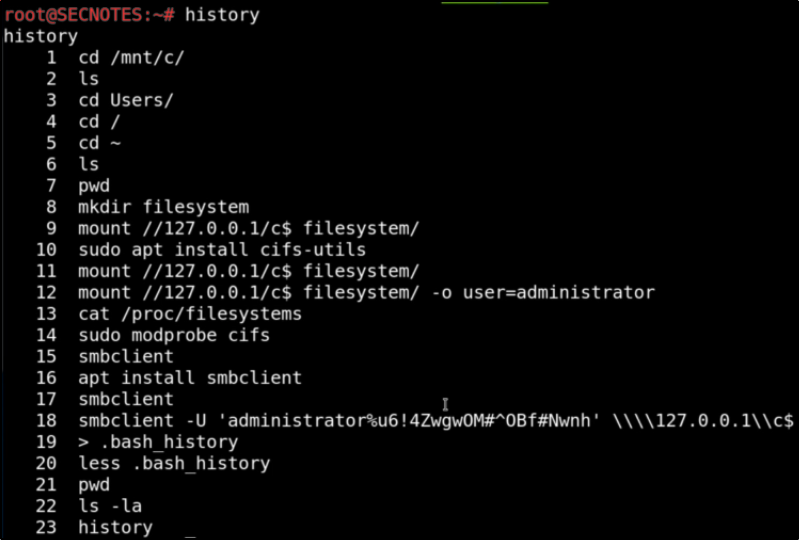 root@SECNOTES:~# history
history
    1  cd /mnt/c/
    2  ls
    3  cd Users/
    4  cd /
    5  cd ~
    6  ls
    7  pwd
    8  mkdir filesystem
    9  mount //127.0.0.1/c$ filesystem/
   10  sudo apt install cifs-utils
   11  mount //127.0.0.1/c$ filesystem/
   12  mount //127.0.0.1/c$ filesystem/ -o user=administrator
   13  cat /proc/filesystems
   14  sudo modprobe cifs
   15  smbclient
   16  apt install smbclient
   17  smbclient
   18  smbclient -U 'administrator%u6!4ZwgwOM#^OBf#Nwnh' \\\\127.0.0.1\\c$
   19  > .bash_history
   20  less .bash_history
   21  pwd
   22  ls -la
   23  history